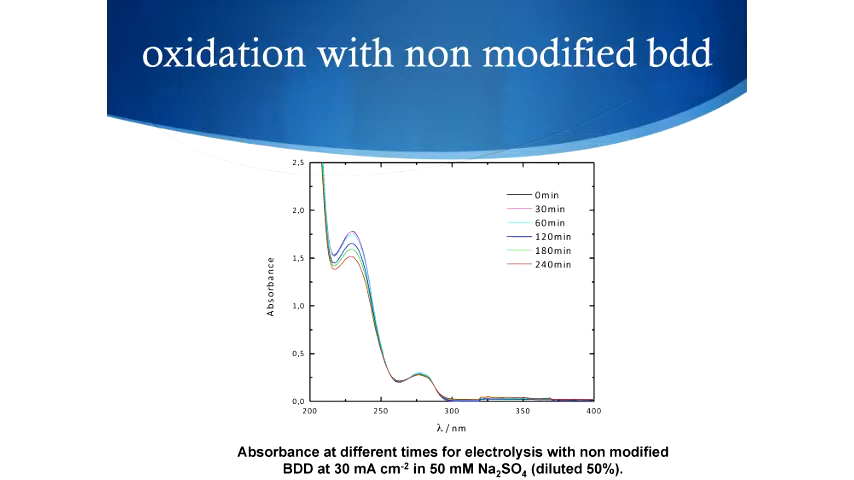 oxidation with non modified bdd
2,5
2,0
1,5
1,0
0,5
0,0
Absorbance
0min
30min
60min
120min
180min
240min
200 250 300 350 400
λ / nm
Absorbance at different times for electrolysis with non modified
BDD at 30 mA cm-2 in 50 mM Na2SO4 (diluted 50%).